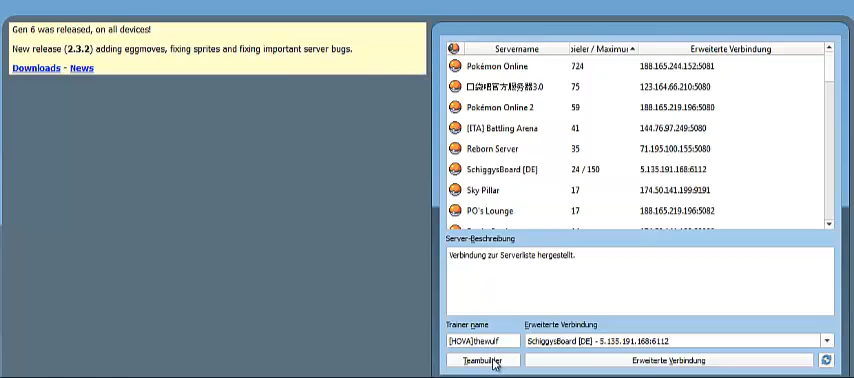 Gen 6 was released, on all devices!
New release (2.3.2) adding eggmoves, fixing sprites and fixing important server bugs.
Downloads - News
Servername ieler / Maximu Erweiterte Verbindung
Pokémon Online 724 188.165.244.152:5081
口袋吧官方服务器3.0 75 123.164.66.210:5080
Pokémon Online 2 59 188.165.219.196:5080
[ITA] Battling Arena 41 144.76.97.249:5080
Reborn Server 35 71.195.100.155:5080
SchiggysBoard [DE] 24 / 150 5.135.191.168:6112
Sky Pillar 17 174.50.141.199:9191
PO's Lounge 17 188.165.219.196:5082
Server-Beschreibung
Verbindung zur Serverliste hergestellt.
Trainer name Erweiterte Verbindung
[HOVA]thewulf SchiggysBoard [DE] - 5.135.191.168:6112
Teambuilder Erweiterte Verbindung